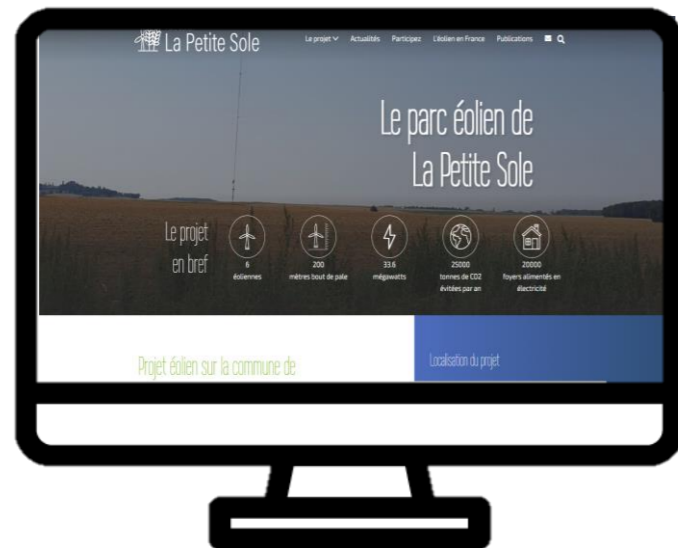 La Petite Sole
Le projet Actualités Participez L'éolien en France Publications
Le parc éolien de
La Petite Sole
Le projet
en bref
6
éoliennes
200
mètres bout de pale
33.6
mégawatts
25000
tonnes de CO2
évitées par an
20000
foyers alimentés en
électricité
Projet éolien sur la commune de
Localisation du projet